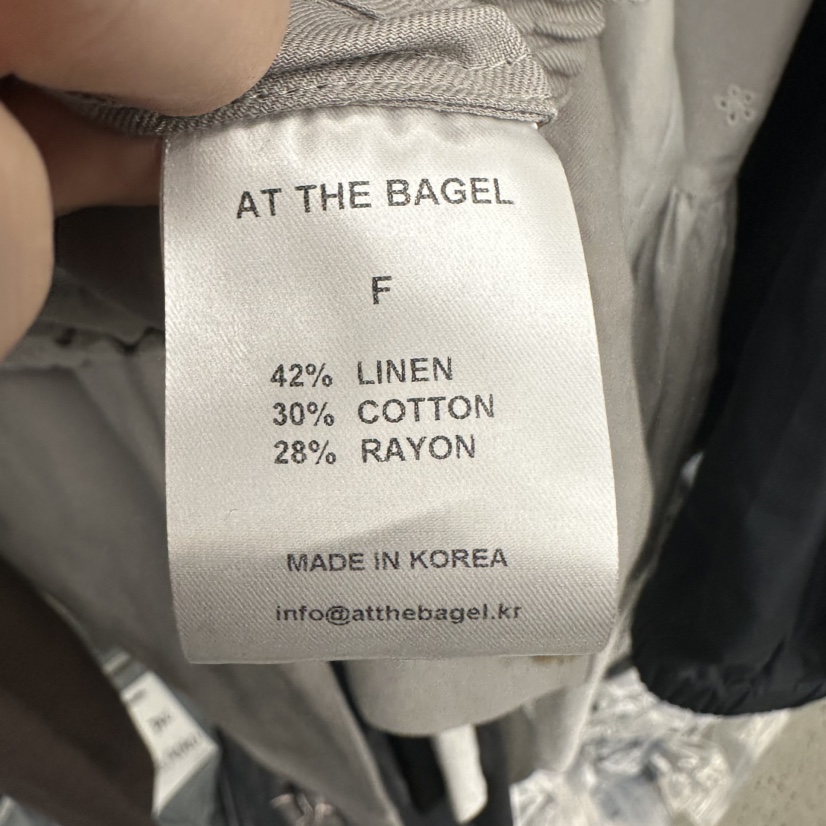 AT THE BAGEL
F
42% LINEN
30% COTTON
28% RAYON
MADE IN KOREA
info@atthebagel.kr